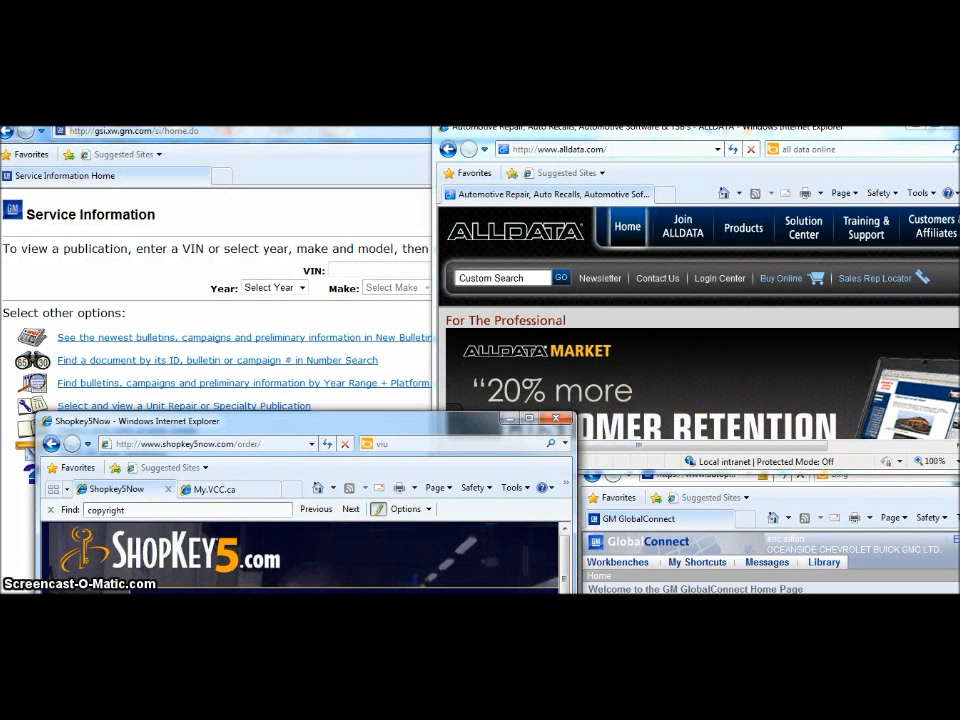 http://gsi.xw.gm.com/si/home.do
Favorites Suggested Sites
Service Information Home
GM Service Information
To view a publication, enter a VIN or select year, make and model, then
VIN:
Year: Select Year Make: Select Make
Select other options:
See the newest bulletins, campaigns and preliminary information in New Bulletin
Find a document by its ID, bulletin or campaign # in Number Search
Find bulletins, campaigns and preliminary information by Year Range + Platform
Select and view a Unit Repair or Specialty Publication
Automotive Repair, Auto Recalls, Automotive Software & TSB's - ALLDATA - Windows Internet Explorer
http://www.alldata.com/ all data online
Favorites Suggested Sites
Automotive Repair, Auto Recalls, Automotive Sof... Page Safety Tools
ALLDATA Home Join ALLDATA Products Solution Center Training & Support Customers & Affiliates
Custom Search GO Newsletter Contact Us Login Center Buy Online Sales Rep Locator
For The Professional
ALLDATA MARKET
“20% more
CUSTOMER RETENTION
Local intranet | Protected Mode: Off 100%
Shopkey5Now - Windows Internet Explorer
http://www.shopkey5now.com/order/ viu
Favorites Suggested Sites
Shopkey5Now My.VCC.ca Page Safety Tools
Find: copyright Previous Next Options
SHOPKEY5.com
Favorites Suggested Sites
GM GlobalConnect Page Safety
GM GlobalConnect
OCEANSIDE CHEVROLET BUICK GMC LTD.
Workbenches My Shortcuts Messages Library
Home
Welcome to the GM GlobalConnect Home Page
Screencast-O-Matic.com